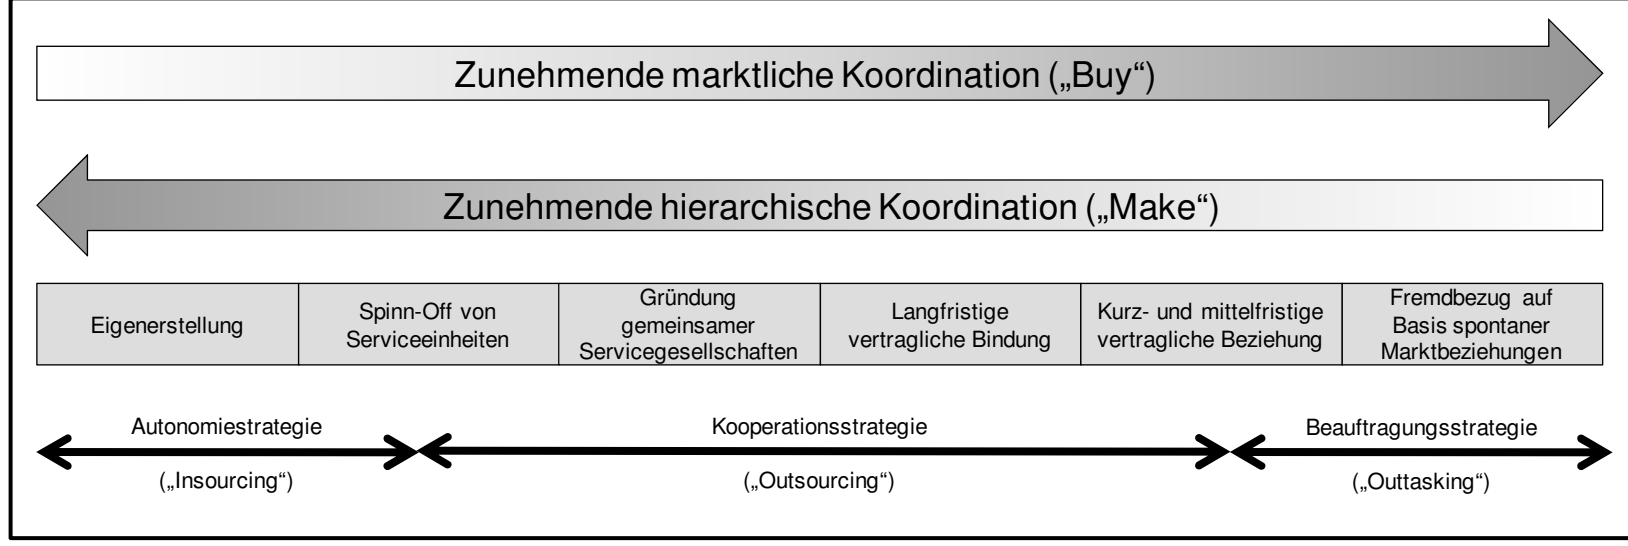 Zunehmende marktliche Koordination („Buy“)
Zunehmende hierarchische Koordination („Make“)
Eigenerstellung
Spinn-Off von
Serviceeinheiten
Gründung
gemeinsamer
Servicegesellschaften
Langfristige
vertragliche Bindung
Kurz- und mittelfristige
vertragliche Beziehung
Fremdbezug auf
Basis spontaner
Marktbeziehungen
Autonomiestrategie
(„Insourcing“)
Kooperationsstrategie
(„Outsourcing“)
Beauftragungsstrategie
(„Outtasking“)